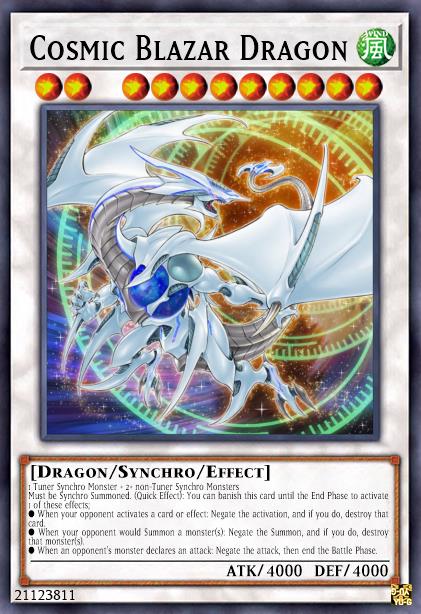 Cosmic Blazar Dragon
WIND
風
[Dragon/Synchro/Effect]
1 Tuner Synchro Monster + 2+ non-Tuner Synchro Monsters
Must be Synchro Summoned. (Quick Effect): You can banish this card until the End Phase to activate
1 of these effects;
● When your opponent activates a card or effect: Negate the activation, and if you do, destroy that
card.
● When your opponent would Summon a monster(s): Negate the Summon, and if you do, destroy
that monster(s).
● When an opponent's monster declares an attack: Negate the attack, then end the Battle Phase.
ATK/4000 DEF/4000
21123811